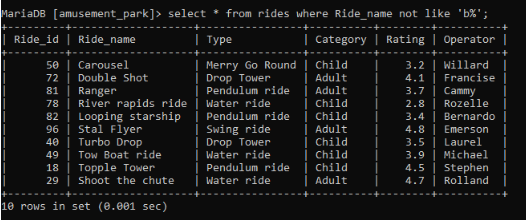 MariaDB [amusement_park]> select * from rides where Ride_name not like 'b%';
+---------+-------------------+----------------+----------+--------+----------+
| Ride_id | Ride_name         | Type           | Category | Rating | Operator |
+---------+-------------------+----------------+----------+--------+----------+
|      50 | Carousel          | Merry Go Round | Child    |    3.2 | Willard  |
|      72 | Double Shot       | Drop Tower     | Adult    |    4.1 | Francise |
|      81 | Ranger            | Pendulum ride  | Adult    |    3.7 | Cammy    |
|      78 | River rapids ride | Water ride     | Child    |    2.8 | Rozelle  |
|      82 | Looping starship  | Pendulum ride  | Child    |    3.4 | Bernardo |
|      96 | Stal Flyer        | Swing ride     | Adult    |    4.8 | Emerson  |
|      40 | Turbo Drop        | Drop Tower     | Child    |    3.5 | Laurel   |
|      49 | Tow Boat ride     | Water ride     | Child    |    3.9 | Michael  |
|      18 | Topple Tower      | Pendulum ride  | Child    |    4.5 | Stephen  |
|      29 | Shoot the chute   | Water ride     | Adult    |    4.7 | Rolland  |
+---------+-------------------+----------------+----------+--------+----------+
10 rows in set (0.001 sec)